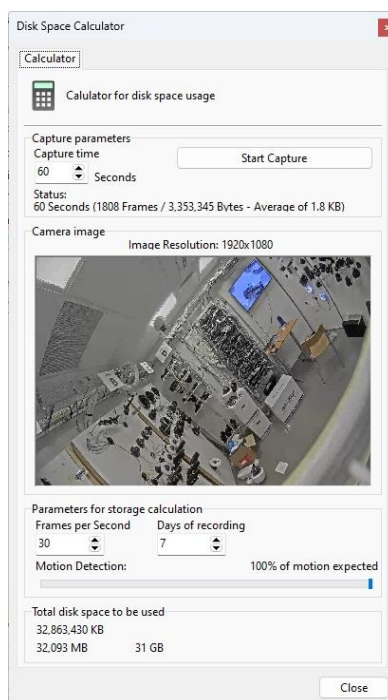 Disk Space Calculator
Calculator
Calulator for disk space usage
Capture parameters
Capture time
60 Seconds
Start Capture
Status:
60 Seconds (1808 Frames / 3,353,345 Bytes - Average of 1.8 KB)
Camera image
Image Resolution: 1920x1080
Parameters for storage calculation
Frames per Second Days of recording
30 7
Motion Detection: 100% of motion expected
Total disk space to be used
32,863,430 KB
32,093 MB 31 GB
Close